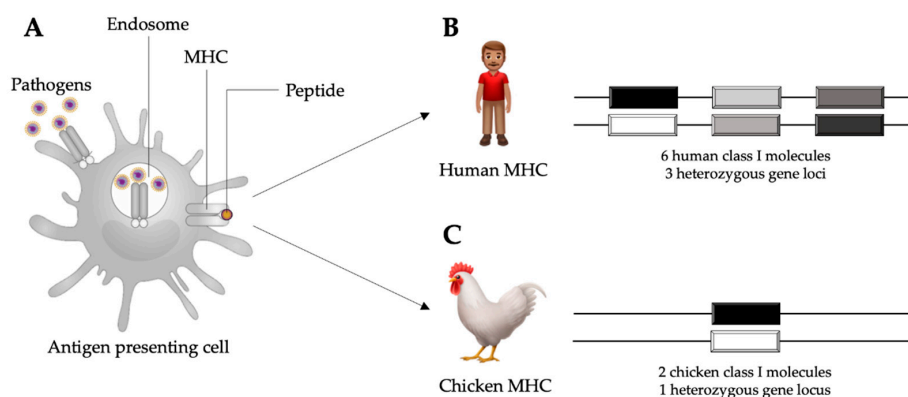 A
Endosome
MHC
Pathogens
Peptide
Antigen presenting cell
B
Human MHC
6 human class I molecules
3 heterozygous gene loci
C
Chicken MHC
2 chicken class I molecules
1 heterozygous gene locus